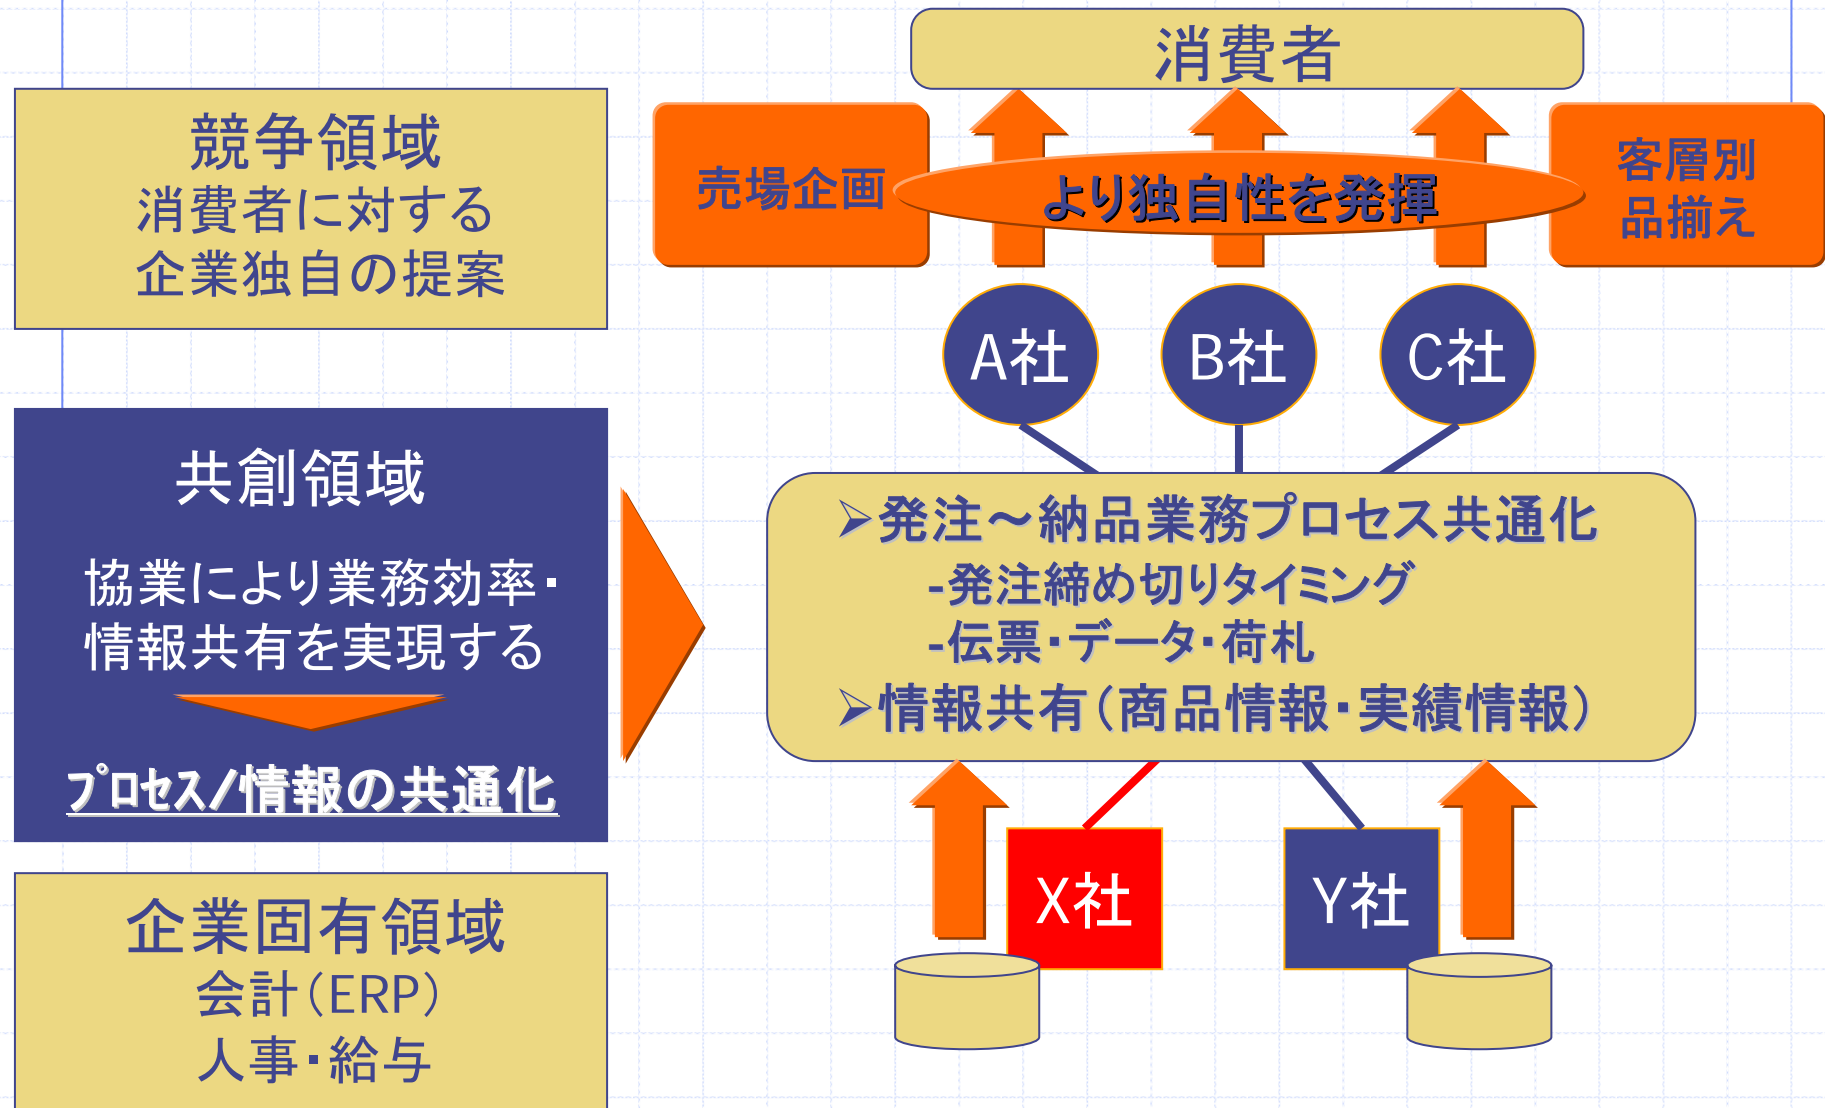 消費者
競争領域
消費者に対する
企業独自の提案
売場企画
より独自性を発揮
客層別
品揃え
A社
B社
C社
共創領域
協業により業務効率・
情報共有を実現する
ﾌﾟﾛｾｽ/情報の共通化
➢発注～納品業務プロセス共通化
-発注締め切りタイミング
-伝票・データ・荷札
➢情報共有(商品情報・実績情報)
X社
Y社
企業固有領域
会計(ERP)
人事・給与